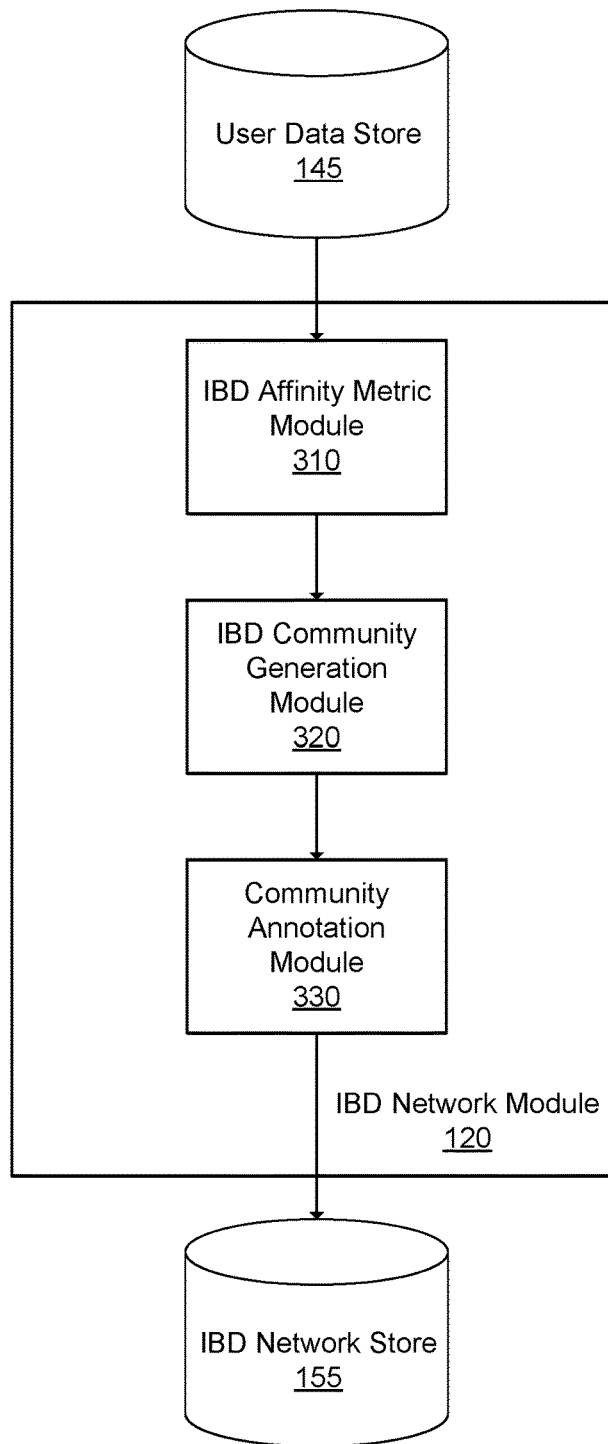 User Data Store
145
IBD Affinity Metric
Module
310
IBD Community
Generation
Module
320
Community
Annotation
Module
330
IBD Network Module
120
IBD Network Store
155